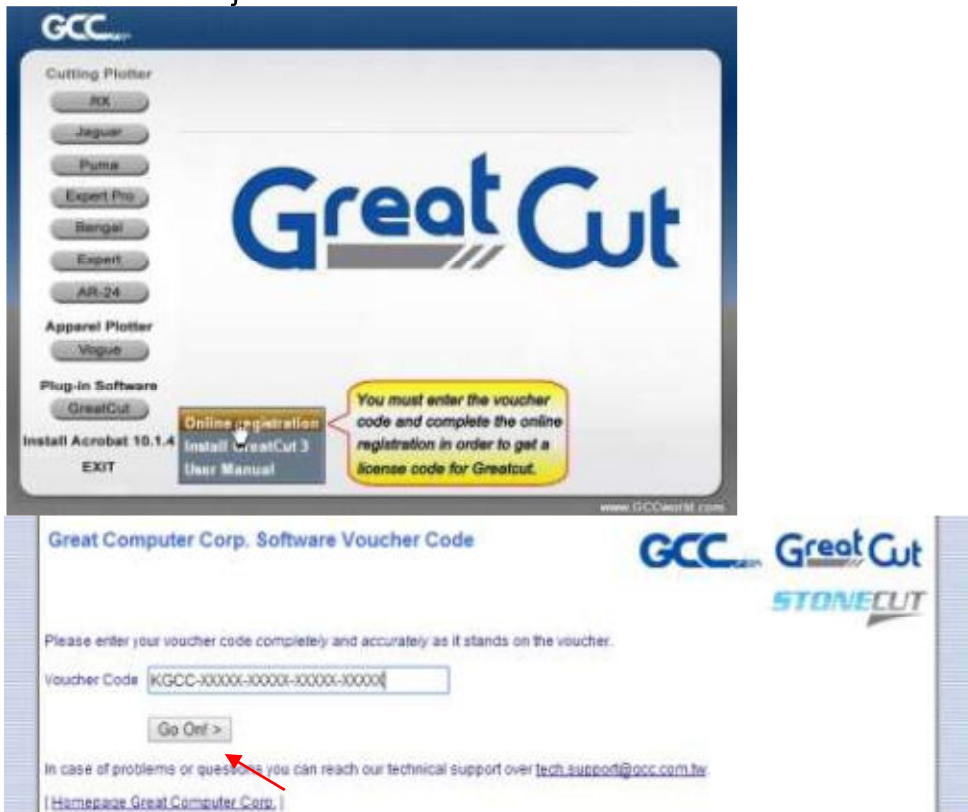 GCC
Cutting Plotter
RX
Jaguar
Puma
Expert Pro
Bengal
Expert
AR-24
Apparel Plotter
Vogue
Plug-in Software
GreatCut
Install Acrobat 10.1.4
EXIT
Great Cut
Online registration
Install GreatCut 3
User Manual
You must enter the voucher
code and complete the online
registration in order to get a
license code for Greatcut.
www.GCCworld.com
Great Computer Corp. Software Voucher Code
GCC Great Cut
STONECUT
Please enter your voucher code completely and accurately as it stands on the voucher.
Voucher Code KGCC-XXXXX-XXXXX-XXXXX-XXXXX
Go On! >
In case of problems or questions you can reach our technical support over tech.support@gcc.com.tw.
[ Homepage Great Computer Corp. ]